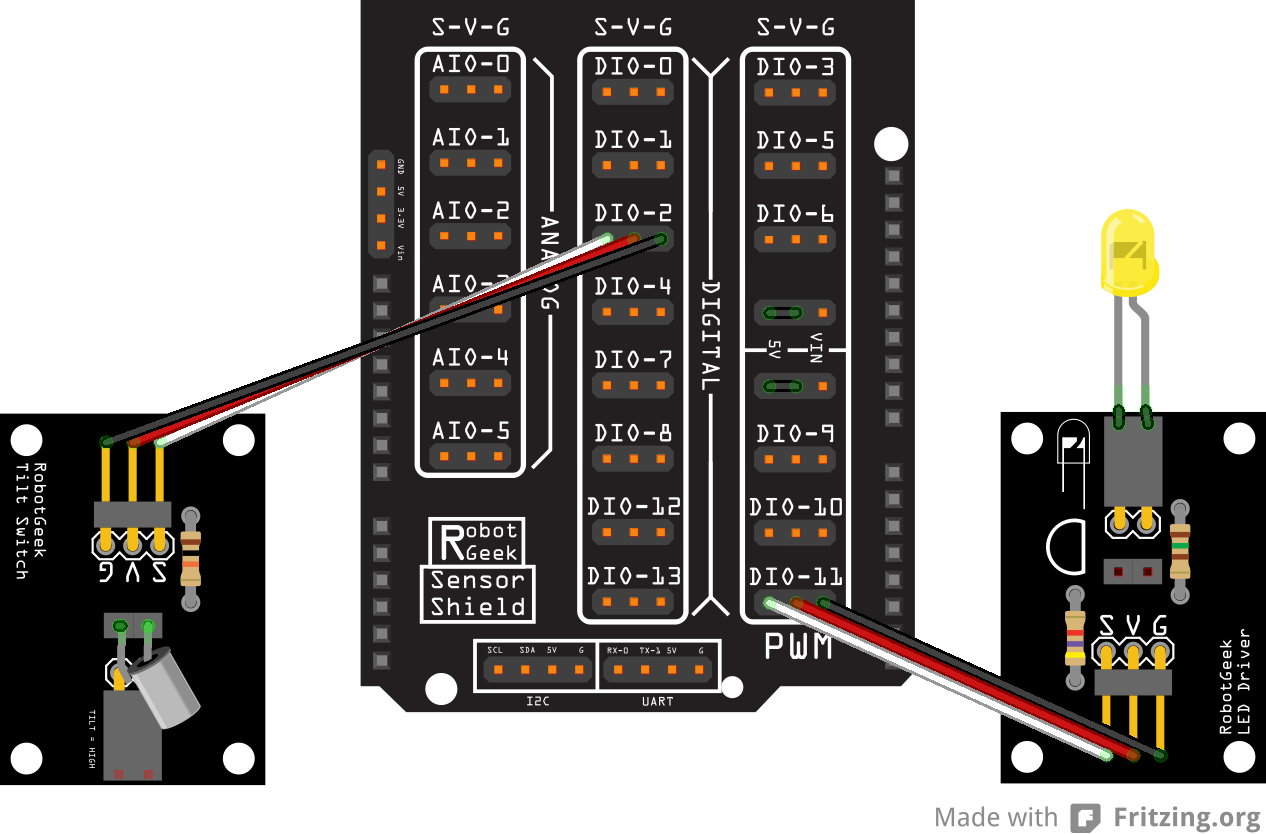 S-V-G
S-V-G
S-V-G
AIO-0
DIO-0
DIO-3
AIO-1
DIO-1
DIO-5
GND
5V
3.3V
Vin
AIO-2
DIO-2
DIO-6
ANALOG
AIO-3
DIO-4
DIGITAL
5V
VIN
AIO-4
DIO-7
AIO-5
DIO-8
DIO-9
DIO-12
DIO-10
DIO-13
DIO-11
PWM
Robot
Geek
Sensor
Shield
SCL SDA 5V G
RX-0 TX-1 5V G
I2C
UART
RobotGeek
Tilt Switch
G V S
TILT = HIGH
S V G
RobotGeek
LED Driver
Made with Fritzing.org